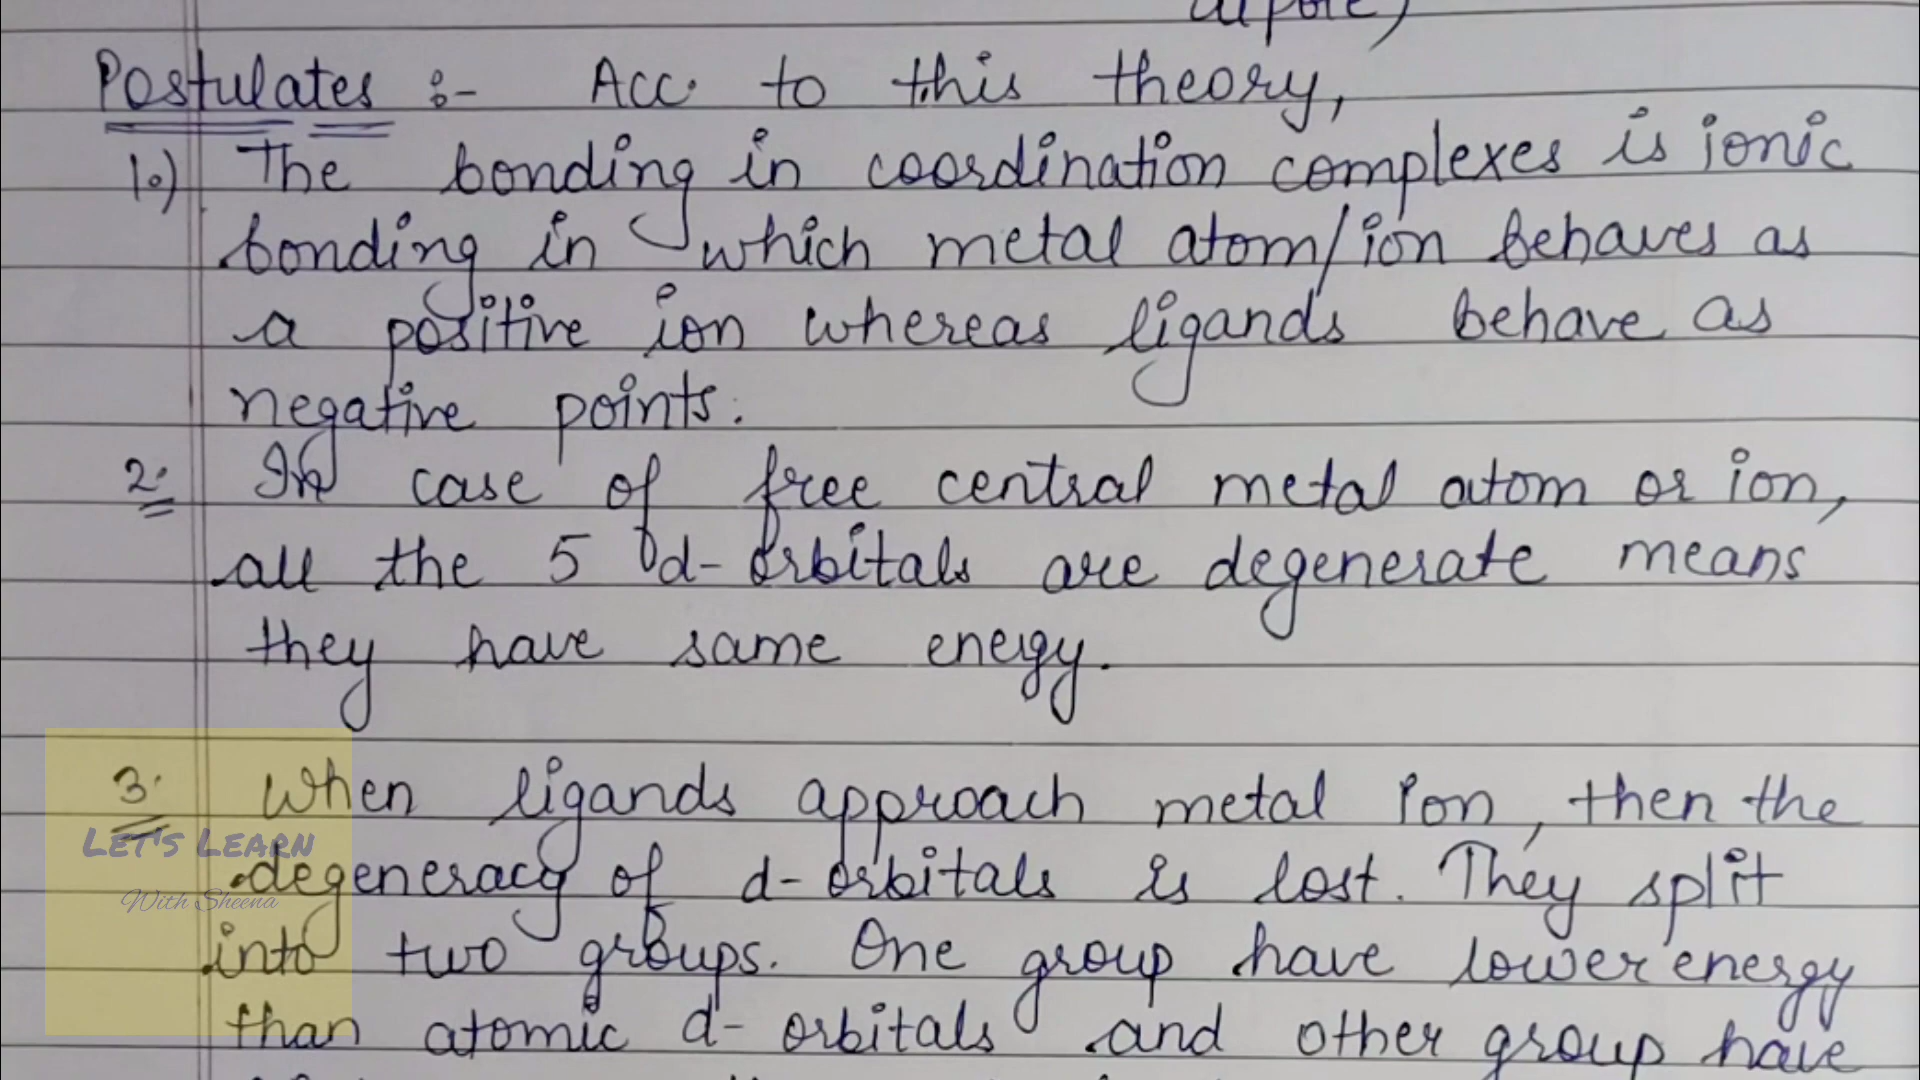 dipole)
Postulates :- Acc. to this theory,
1.) The bonding in coordination complexes is ionic
bonding in which metal atom/ion behaves as
a positive ion whereas ligands behave as
negative points.
2. In case of free central metal atom or ion,
all the 5 d-orbitals are degenerate means
they have same energy.
3. When ligands approach metal ion, then the
degeneracy of d-orbitals is lost. They split
into two groups. One group have lower energy
than atomic d-orbitals and other group have
LET'S LEARN
With Sheena